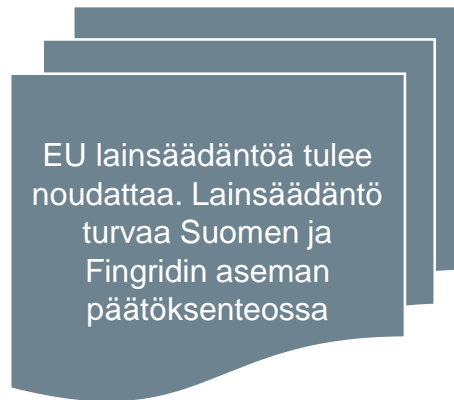 EU lainsäädäntöä tulee
noudattaa. Lainsäädäntö
turvaa Suomen ja
Fingridin aseman
päätöksenteossa